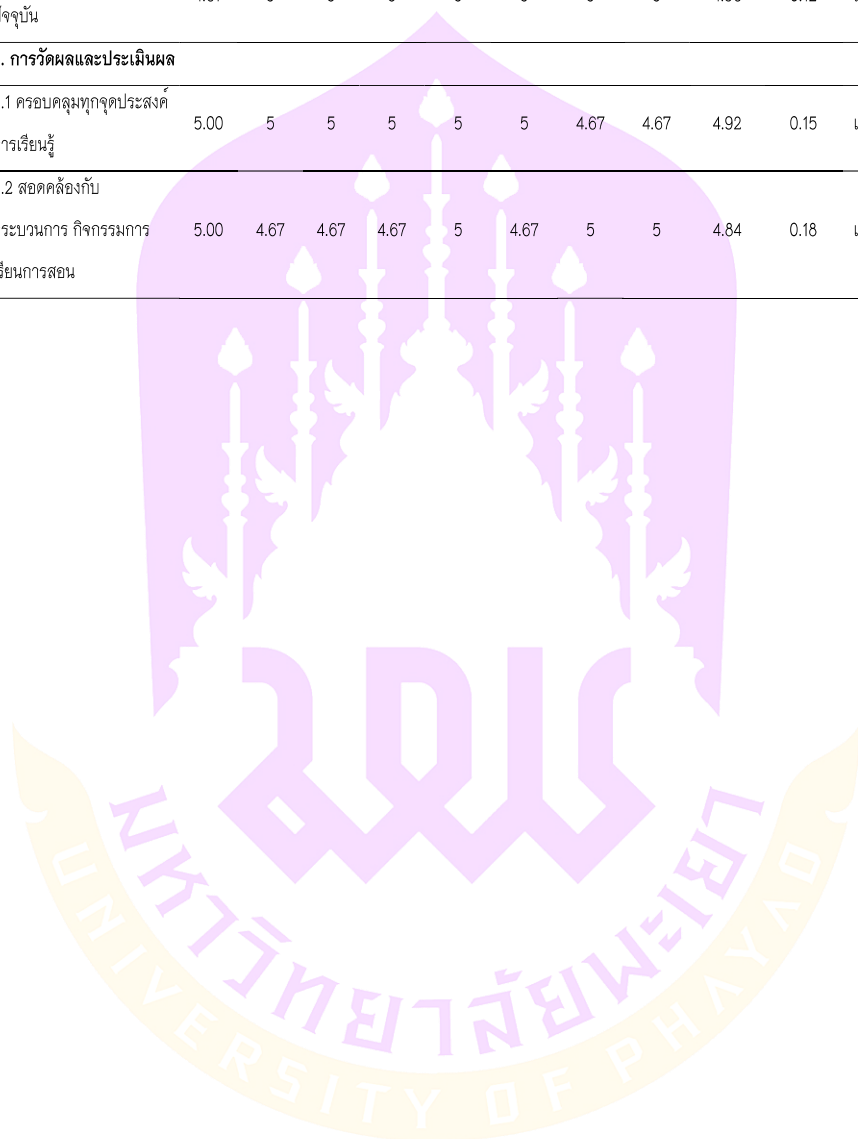 ปัจจุบัน
. การวัดผลและประเมินผล
.1 ครอบคลุมทุกจุดประสงค์
ารเรียนรู้
5.00 5 5 5 5 5 4.67 4.67 4.92 0.15
.2 สอดคล้องกับ
ระบวนการ กิจกรรมการ
รียนการสอน
5.00 4.67 4.67 4.67 5 4.67 5 5 4.84 0.18
มหาวิทยาลัยพะเยา
UNIVERSITY OF PHAYAO